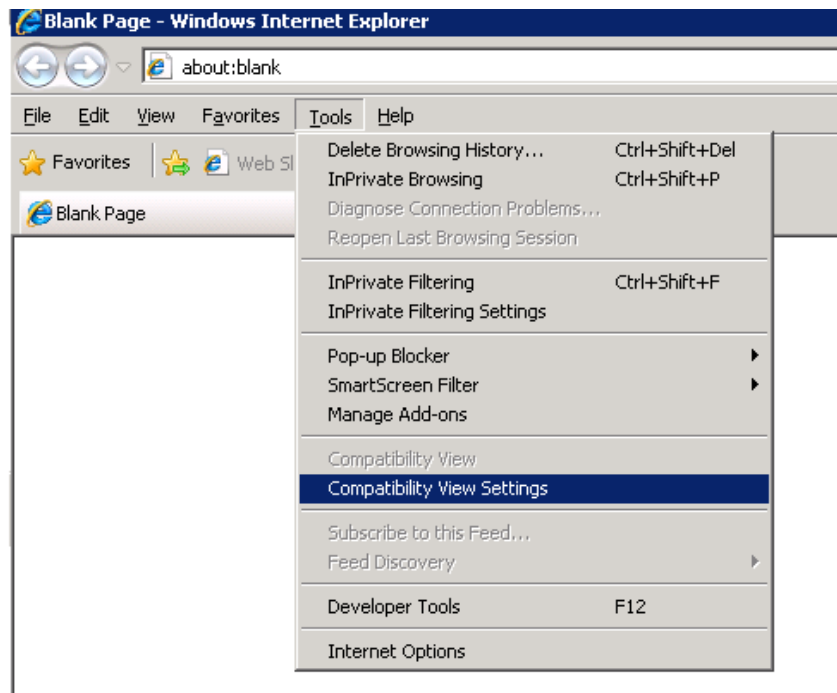 Blank Page - Windows Internet Explorer
about:blank
File Edit View Favorites Tools Help
Favorites Web Sl
Blank Page
Delete Browsing History... Ctrl+Shift+Del
InPrivate Browsing Ctrl+Shift+P
Diagnose Connection Problems...
Reopen Last Browsing Session
InPrivate Filtering Ctrl+Shift+F
InPrivate Filtering Settings
Pop-up Blocker
SmartScreen Filter
Manage Add-ons
Compatibility View
Compatibility View Settings
Subscribe to this Feed...
Feed Discovery
Developer Tools F12
Internet Options